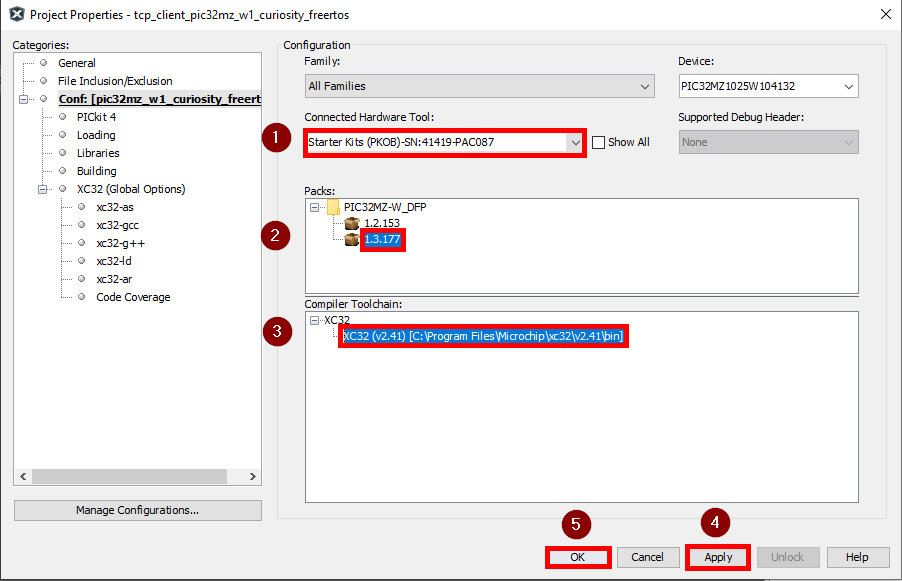 Project Properties - tcp_client_pic32mz_w1_curiosity_freertos
Categories:
General
File Inclusion/Exclusion
Conf: [pic32mz_w1_curiosity_freert
PICkit 4
Loading
Libraries
Building
XC32 (Global Options)
xc32-as
xc32-gcc
xc32-g++
xc32-ld
xc32-ar
Code Coverage
Manage Configurations...
Configuration
Family:
Device:
All Families
PIC32MZ1025W104132
Connected Hardware Tool:
Supported Debug Header:
1
Starter Kits (PKOB)-SN:41419-PAC087
Show All
None
Packs:
PIC32MZ-W_DFP
1.2.153
2
1.3.177
Compiler Toolchain:
XC32
3
XC32 (v2.41) [C:\Program Files\Microchip\xc32\v2.41\bin]
5
4
OK
Cancel
Apply
Unlock
Help